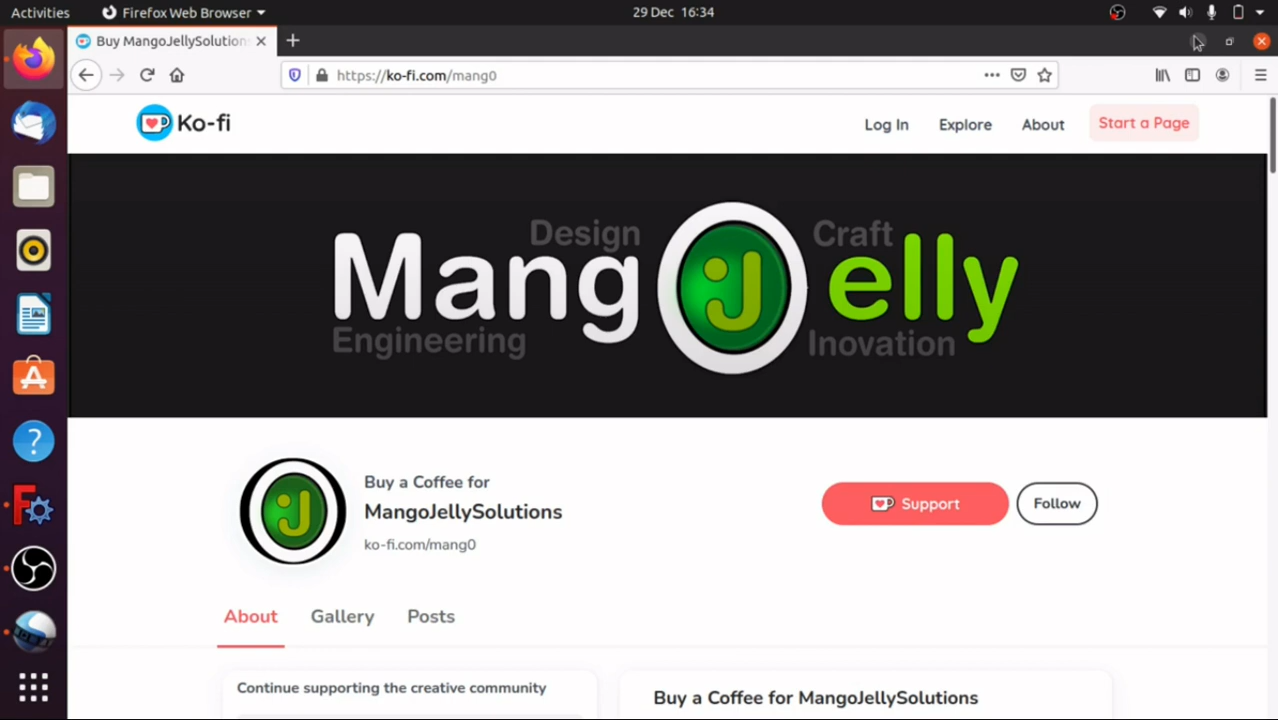 Activities Firefox Web Browser 29 Dec 16:34
Buy MangoJellySolutions
https://ko-fi.com/mang0
Ko-fi Log In Explore About Start a Page
Design Craft
Mang J elly
Engineering Inovation
Buy a Coffee for
MangoJellySolutions
ko-fi.com/mang0
Support Follow
About Gallery Posts
Continue supporting the creative community
Buy a Coffee for MangoJellySolutions